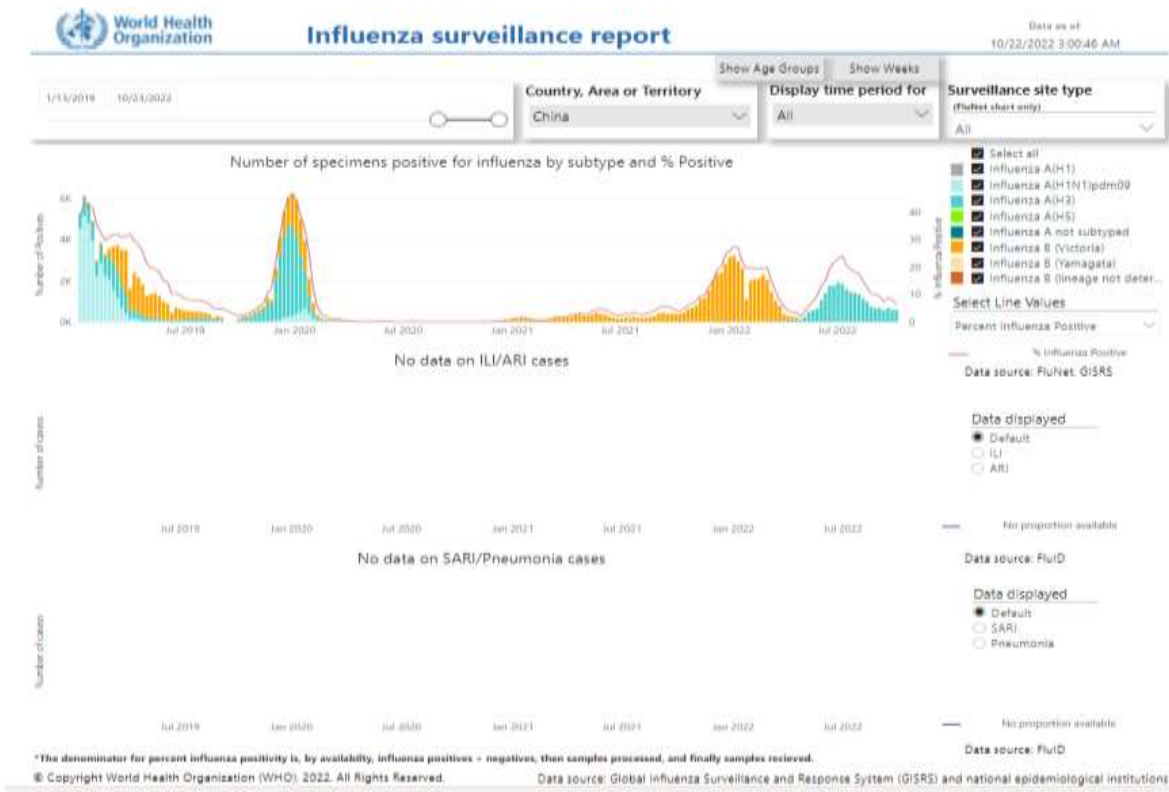 World Health
Organization
Influenza surveillance report
Data as of
10/22/2022 3:00:46 AM
Show Age Groups
Show Weeks
Country, Area or Territory
China
Display time period for
All
Surveillance site type
(FluNet chart only)
All
Number of specimens positive for influenza by subtype and % Positive
Number of Positives
6K
4K
2K
0K
40
30
20
10
0
% Influenza Positive
Jul 2019 Jan 2020 Jul 2020 Jan 2021 Jul 2021 Jan 2022 Jul 2022
Select all
Influenza A(H1)
Influenza A(H1N1)pdm09
Influenza A(H3)
Influenza A(H5)
Influenza A not subtyped
Influenza B (Victoria)
Influenza B (Yamagata)
Influenza B (lineage not deter...
Select Line Values
Percent Influenza Positive
% Influenza Positive
Data source: FluNet, GISRS
No data on ILI/ARI cases
Number of cases
Jul 2019 Jan 2020 Jul 2020 Jan 2021 Jul 2021 Jan 2022 Jul 2022
Data displayed
Default
ILI
ARI
No proportion available
Data source: FluID
No data on SARI/Pneumonia cases
Number of cases
Jul 2019 Jan 2020 Jul 2020 Jan 2021 Jul 2021 Jan 2022 Jul 2022
Data displayed
Default
SARI
Pneumonia
No proportion available
Data source: FluID
*The denominator for percent influenza positivity is, by availability, influenza positives + negatives, then samples processed, and finally samples recieved.
© Copyright World Health Organization (WHO), 2022. All Rights Reserved.
Data source: Global Influenza Surveillance and Response System (GISRS) and national epidemiological institutions